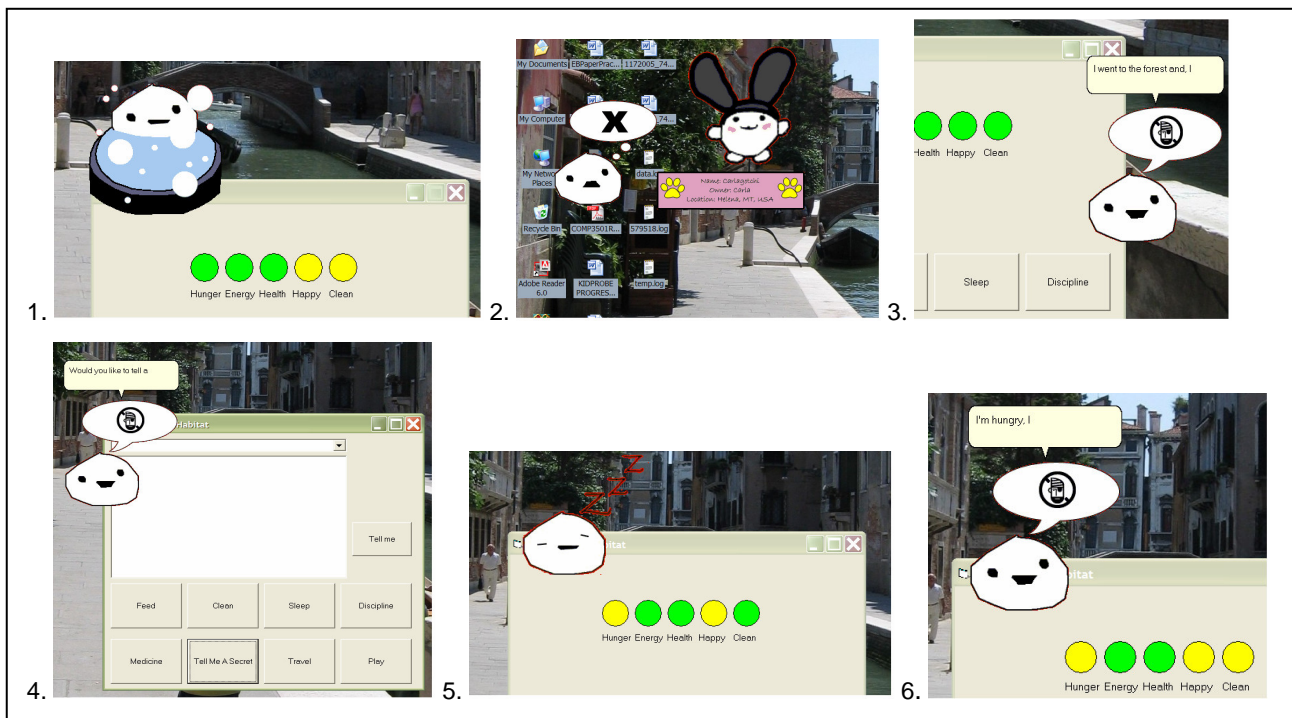 1.
Hunger Energy Health Happy Clean
2.
My Documents EBPaperPrac... 1172005_74...
My Computer
X
My Netw
Places
data.lo
Name: Carlagotchi
Owner: Carla
Location: Helena, MT, USA
Recycle Bin COMP3501R... 579518.log
Adobe Reader
6.0
KIDPROBE
PROGRES...
temp.log
3.
I went to the forest and, I
Health Happy Clean
Sleep Discipline
4.
Would you like to tell a
Habitat
Tell me
Feed Clean Sleep Discipline
Medicine Tell Me A Secret Travel Play
5.
z z z z
itat
Hunger Energy Health Happy Clean
6.
I'm hungry, I
bitat
Hunger Energy Health Happy Clean